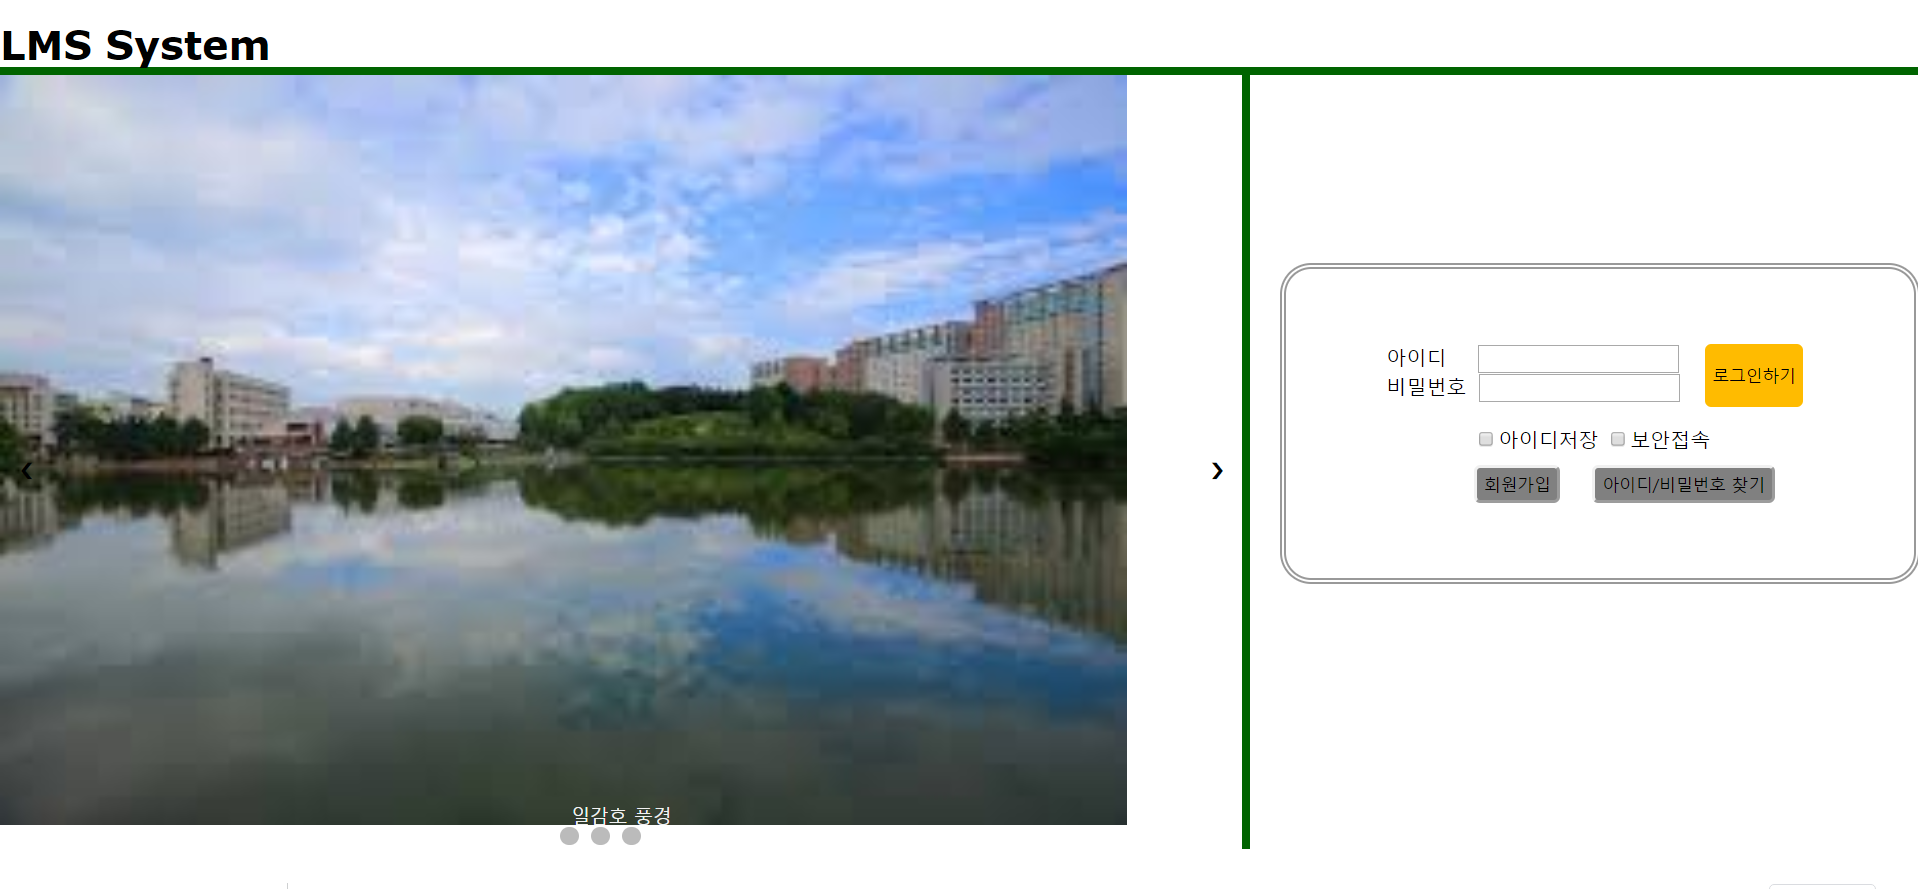 LMS System
❮
❯
일감호 풍경
아이디
비밀번호
로그인하기
아이디저장 보안접속
회원가입 아이디/비밀번호 찾기